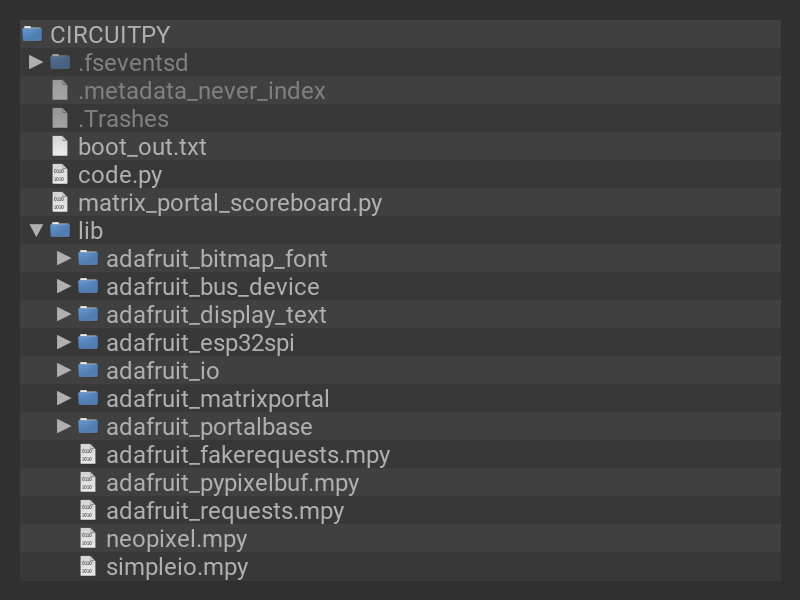 CIRCUITPY
.fseventsd
.metadata_never_index
.Trashes
boot_out.txt
code.py
matrix_portal_scoreboard.py
lib
adafruit_bitmap_font
adafruit_bus_device
adafruit_display_text
adafruit_esp32spi
adafruit_io
adafruit_matrixportal
adafruit_portalbase
adafruit_fakerequests.mpy
adafruit_pypixelbuf.mpy
adafruit_requests.mpy
neopixel.mpy
simpleio.mpy